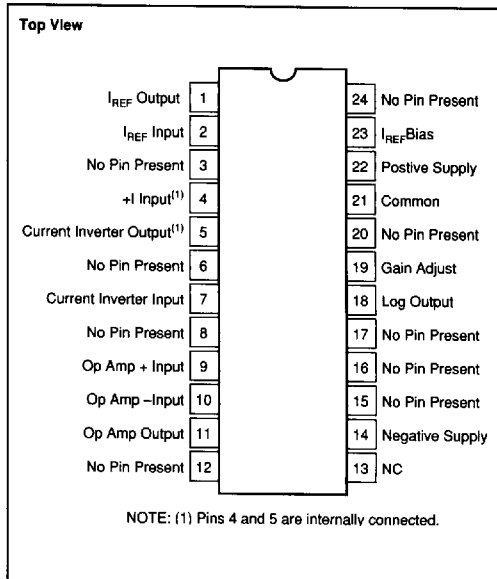 Top View
I_REF Output 1
I_REF Input 2
No Pin Present 3
+I Input(1) 4
Current Inverter Output(1) 5
No Pin Present 6
Current Inverter Input 7
No Pin Present 8
Op Amp + Input 9
Op Amp –Input 10
Op Amp Output 11
No Pin Present 12
24 No Pin Present
23 I_REFBias
22 Postive Supply
21 Common
20 No Pin Present
19 Gain Adjust
18 Log Output
17 No Pin Present
16 No Pin Present
15 No Pin Present
14 Negative Supply
13 NC
NOTE: (1) Pins 4 and 5 are internally connected.